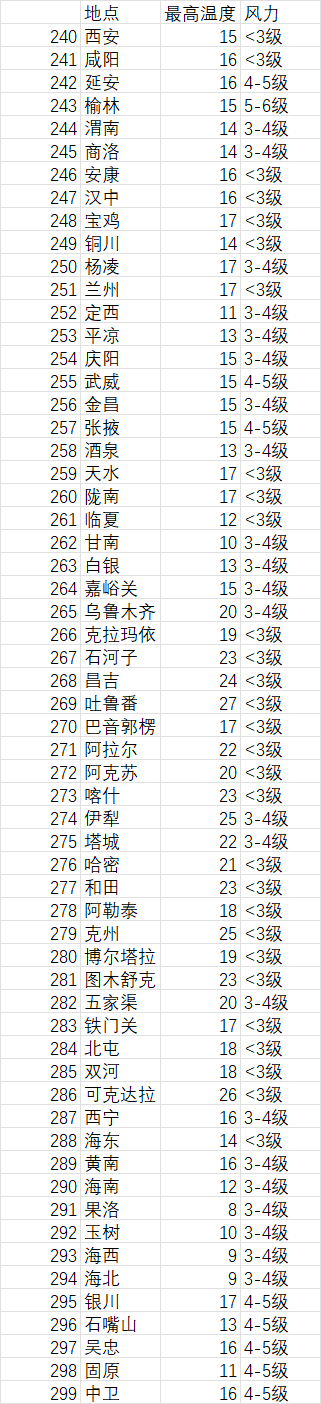 地点 最高温度 风力
240 西安 15 <3级
241 咸阳 16 <3级
242 延安 16 4-5级
243 榆林 15 5-6级
244 渭南 14 3-4级
245 商洛 14 3-4级
246 安康 16 <3级
247 汉中 16 <3级
248 宝鸡 17 <3级
249 铜川 14 <3级
250 杨凌 17 3-4级
251 兰州 17 <3级
252 定西 11 3-4级
253 平凉 13 3-4级
254 庆阳 15 3-4级
255 武威 15 4-5级
256 金昌 15 3-4级
257 张掖 15 4-5级
258 酒泉 13 3-4级
259 天水 17 <3级
260 陇南 17 <3级
261 临夏 12 <3级
262 甘南 10 3-4级
263 白银 13 3-4级
264 嘉峪关 15 3-4级
265 乌鲁木齐 20 3-4级
266 克拉玛依 19 <3级
267 石河子 23 <3级
268 昌吉 24 <3级
269 吐鲁番 27 <3级
270 巴音郭楞 17 <3级
271 阿拉尔 22 <3级
272 阿克苏 20 <3级
273 喀什 23 <3级
274 伊犁 25 3-4级
275 塔城 22 3-4级
276 哈密 21 <3级
277 和田 23 <3级
278 阿勒泰 18 <3级
279 克州 25 <3级
280 博尔塔拉 19 <3级
281 图木舒克 23 <3级
282 五家渠 20 3-4级
283 铁门关 17 <3级
284 北屯 18 <3级
285 双河 18 <3级
286 可克达拉 26 <3级
287 西宁 16 3-4级
288 海东 14 <3级
289 黄南 16 3-4级
290 海南 12 3-4级
291 果洛 8 3-4级
292 玉树 10 3-4级
293 海西 9 3-4级
294 海北 9 3-4级
295 银川 17 4-5级
296 石嘴山 13 4-5级
297 吴忠 16 4-5级
298 固原 11 4-5级
299 中卫 16 4-5级